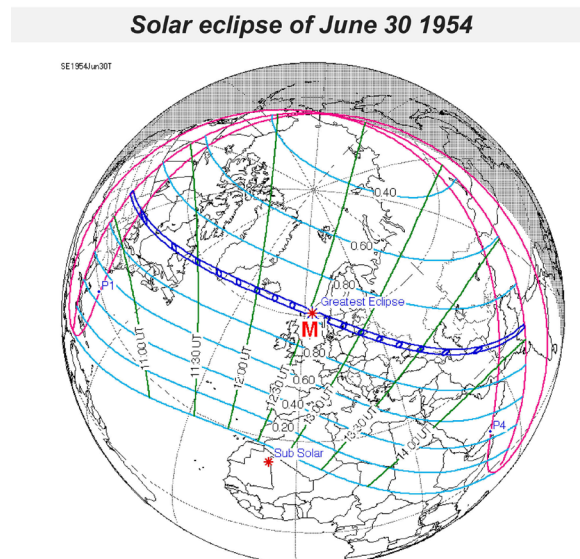 Solar eclipse of June 30 1954
SE1954Jun30T
0.40
0.60
0.80
P1
Greatest Eclipse
M
0.80
0.60
0.40
0.20
11:00 UT
11:30 UT
12:00 UT
12:30
13:00 UT
13:30 UT
14:00 UT
P4
Sub Solar